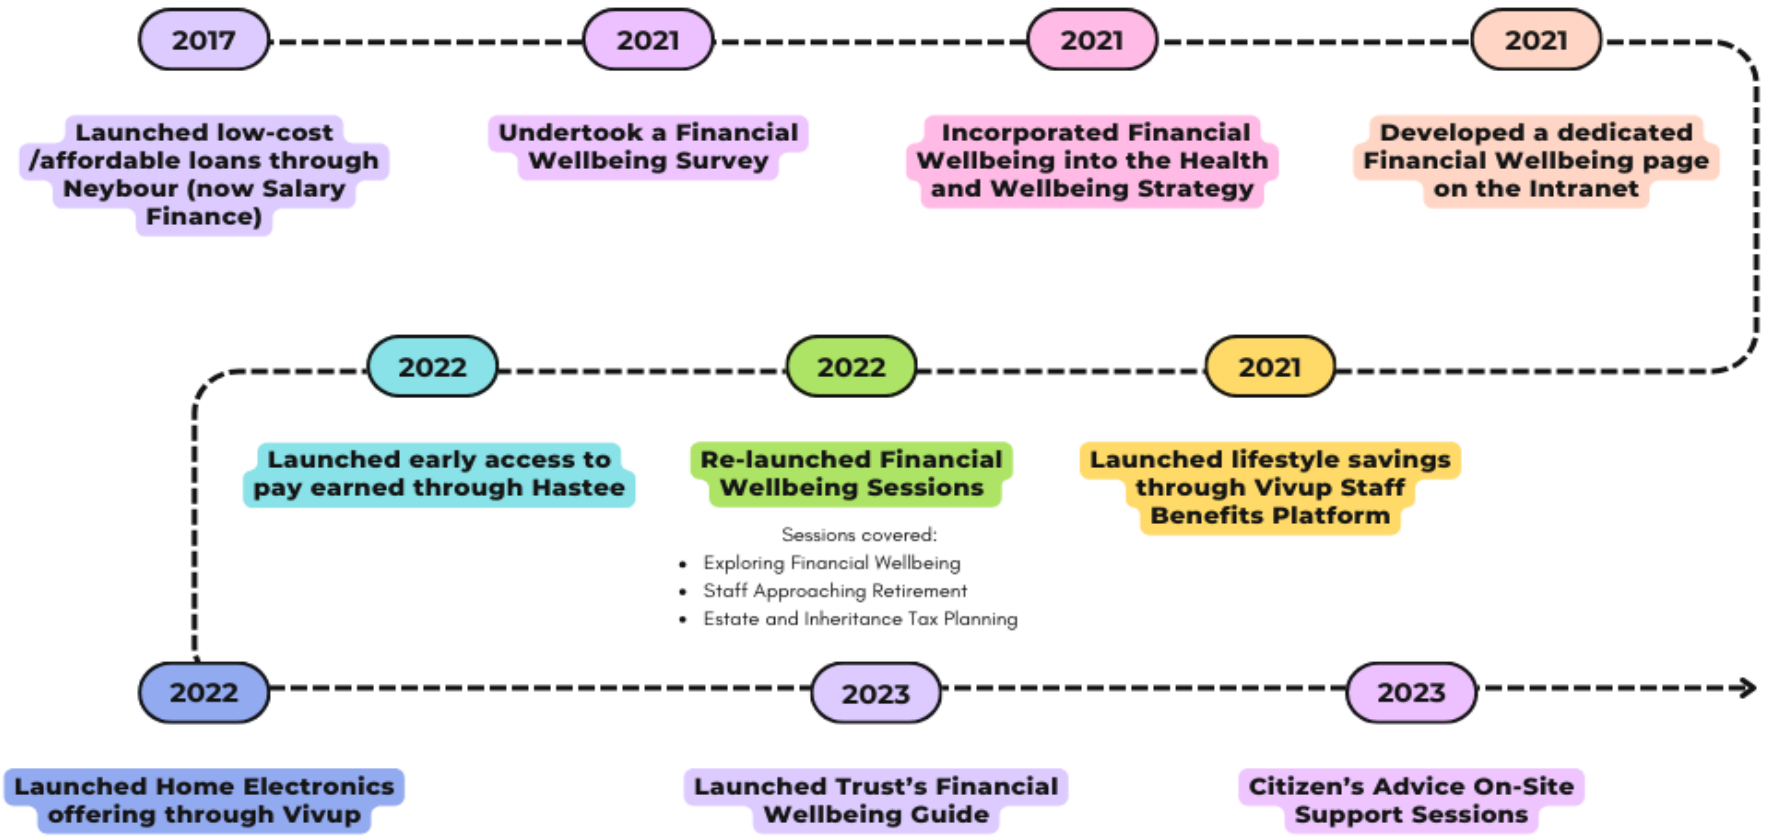 2017
2021
2021
2021
Launched low-cost
/affordable loans through
Neybour (now Salary
Finance)
Undertook a Financial
Wellbeing Survey
Incorporated Financial
Wellbeing into the Health
and Wellbeing Strategy
Developed a dedicated
Financial Wellbeing page
on the Intranet
2022
2022
2021
Launched early access to
pay earned through Hastee
Re-launched Financial
Wellbeing Sessions
Sessions covered:
• Exploring Financial Wellbeing
• Staff Approaching Retirement
• Estate and Inheritance Tax Planning
Launched lifestyle savings
through Vivup Staff
Benefits Platform
2022
2023
2023
Launched Home Electronics
offering through Vivup
Launched Trust’s Financial
Wellbeing Guide
Citizen’s Advice On-Site
Support Sessions